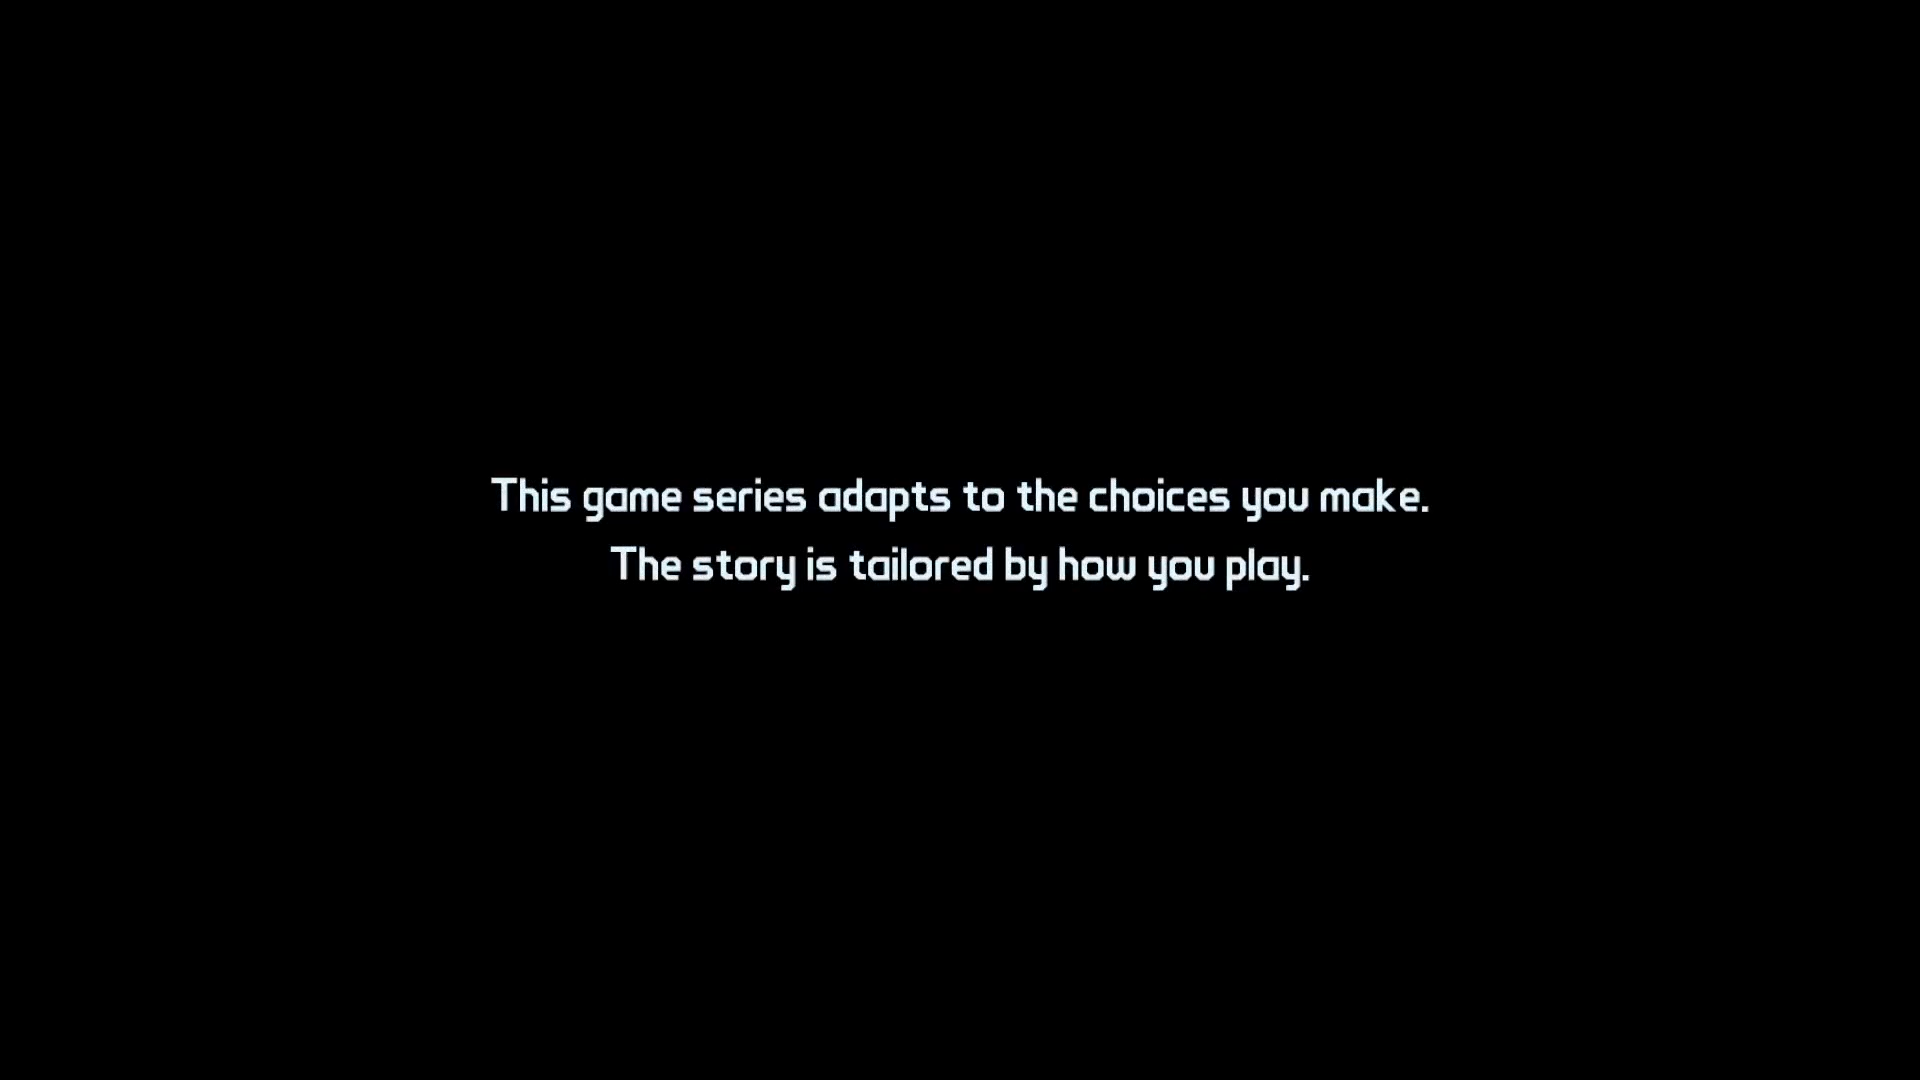 This game series adapts to the choices you make.
The story is tailored by how you play.